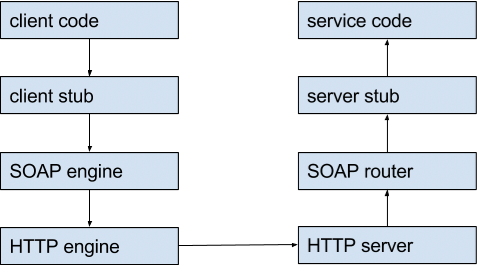 client code
service code
client stub
server stub
SOAP engine
SOAP router
HTTP engine
HTTP server